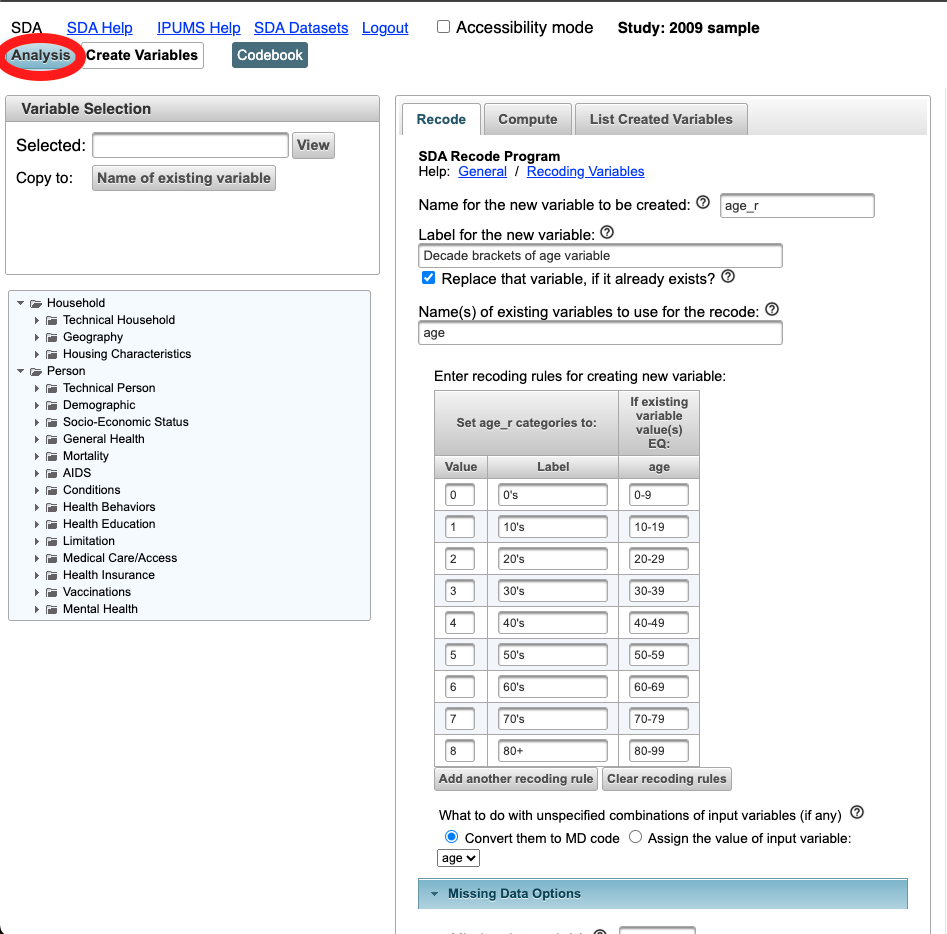 SDA SDA Help IPUMS Help SDA Datasets Logout Accessibility mode Study: 2009 sample
Analysis Create Variables Codebook
Variable Selection
Selected: View
Copy to: Name of existing variable
Household
Technical Household
Geography
Housing Characteristics
Person
Technical Person
Demographic
Socio-Economic Status
General Health
Mortality
AIDS
Conditions
Health Behaviors
Health Education
Limitation
Medical Care/Access
Health Insurance
Vaccinations
Mental Health
Recode Compute List Created Variables
SDA Recode Program
Help: General / Recoding Variables
Name for the new variable to be created: ? age_r
Label for the new variable: ?
Decade brackets of age variable
Replace that variable, if it already exists? ?
Name(s) of existing variables to use for the recode: ?
age
Enter recoding rules for creating new variable:
Set age_r categories to:
If existing
variable
value(s)
EQ:
Value Label age
0 0's 0-9
1 10's 10-19
2 20's 20-29
3 30's 30-39
4 40's 40-49
5 50's 50-59
6 60's 60-69
7 70's 70-79
8 80+ 80-99
Add another recoding rule Clear recoding rules
What to do with unspecified combinations of input variables (if any) ?
Convert them to MD code Assign the value of input variable:
age
Missing Data Options